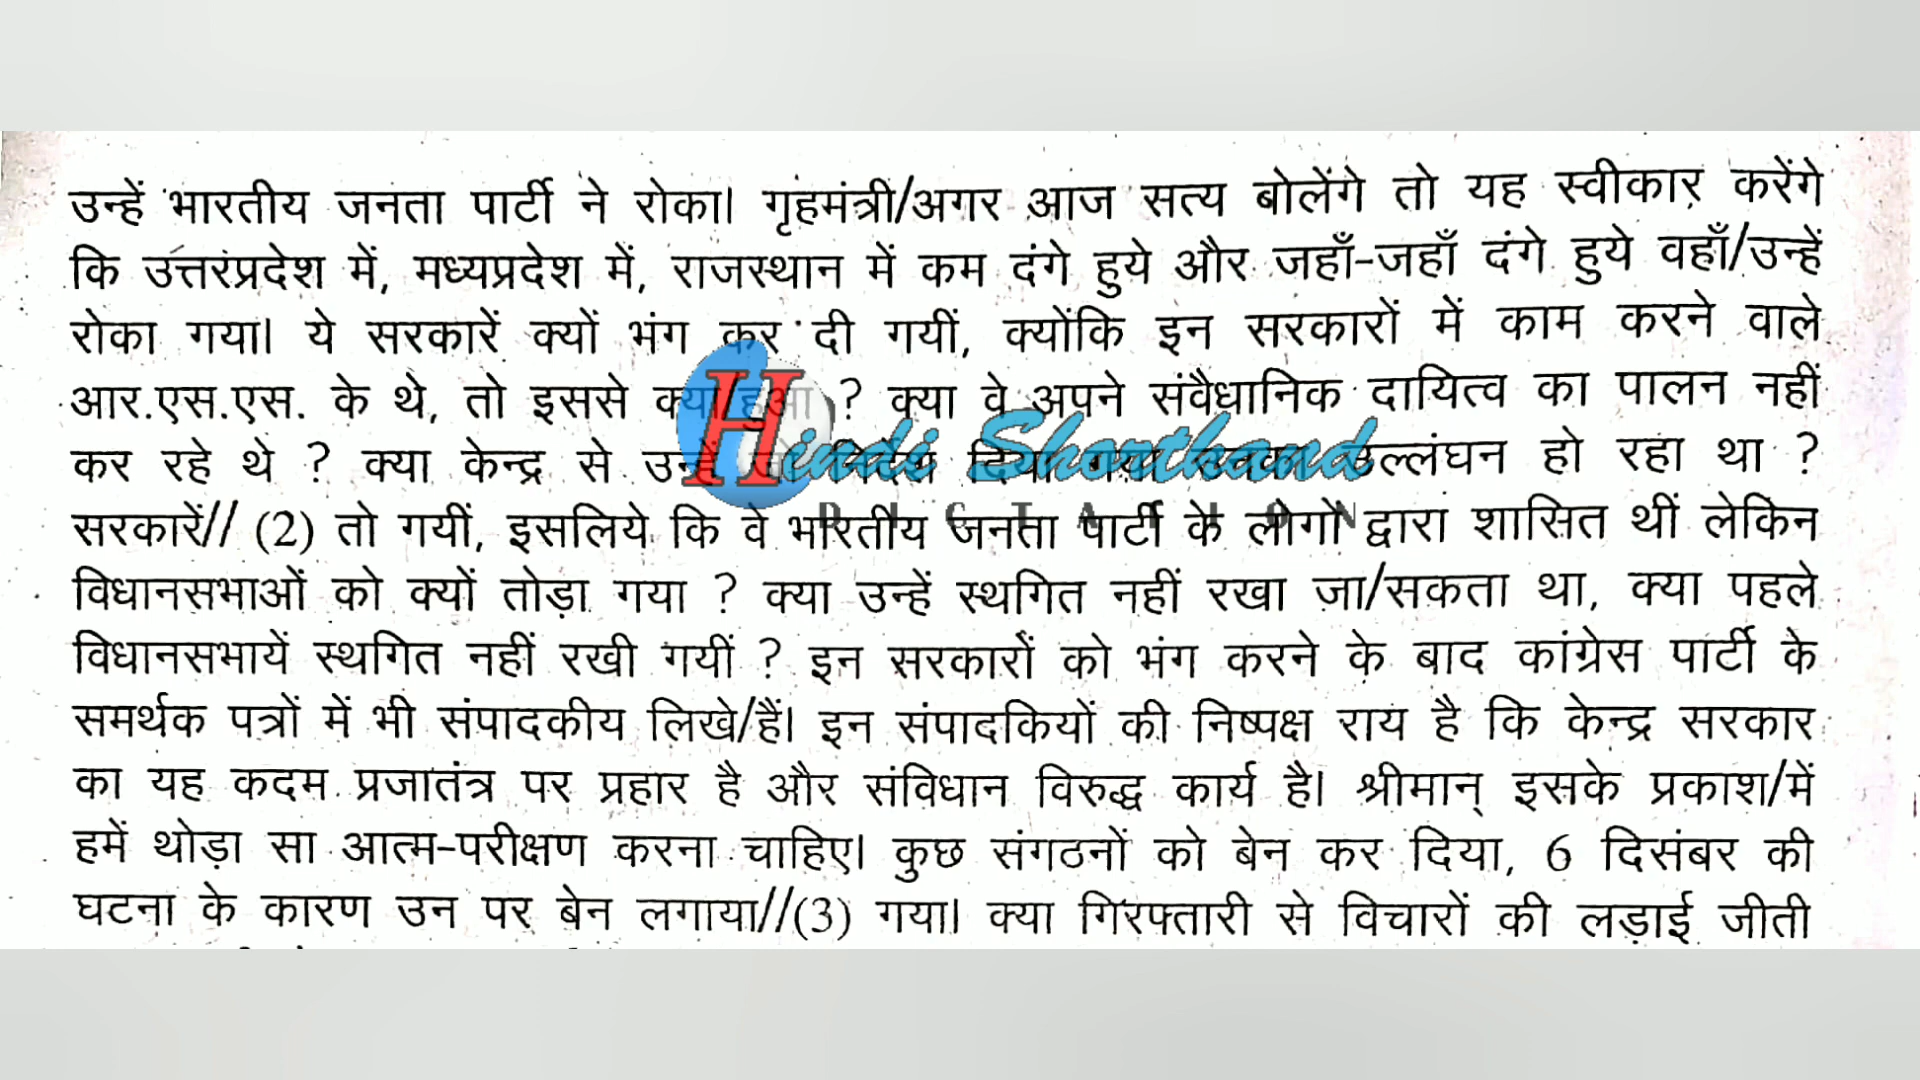 उन्हें भारतीय जनता पार्टी ने रोका। गृहमंत्री/अगर आज सत्य बोलेंगे तो यह स्वीकार करेंगे
कि उत्तरप्रदेश में, मध्यप्रदेश में, राजस्थान में कम दंगे हुये और जहाँ-जहाँ दंगे हुये वहाँ/उन्हें
रोका गया। ये सरकारें क्यों भंग कर दी गयीं, क्योंकि इन सरकारों में काम करने वाले
आर.एस.एस. के थे, तो इससे क्या/हुआ ? क्या वे अपने संवैधानिक दायित्व का पालन नहीं
कर रहे थे ? क्या केन्द्र से उन्हें उल्लंघन हो रहा था ?
Hindi Shorthand
DICTATION
सरकारें// (2) तो गयीं, इसलिये कि वे भारतीय जनता पार्टी के लोगों द्वारा शासित थीं लेकिन
विधानसभाओं को क्यों तोड़ा गया ? क्या उन्हें स्थगित नहीं रखा जा/सकता था, क्या पहले
विधानसभायें स्थगित नहीं रखी गयीं ? इन सरकारों को भंग करने के बाद कांग्रेस पार्टी के
समर्थक पत्रों में भी संपादकीय लिखे/हैं। इन संपादकियों की निष्पक्ष राय है कि केन्द्र सरकार
का यह कदम प्रजातंत्र पर प्रहार है और संविधान विरुद्ध कार्य है। श्रीमान् इसके प्रकाश/में
हमें थोड़ा सा आत्म-परीक्षण करना चाहिए। कुछ संगठनों को बेन कर दिया, 6 दिसंबर की
घटना के कारण उन पर बेन लगाया//(3) गया। क्या गिरफ्तारी से विचारों की लड़ाई जीती